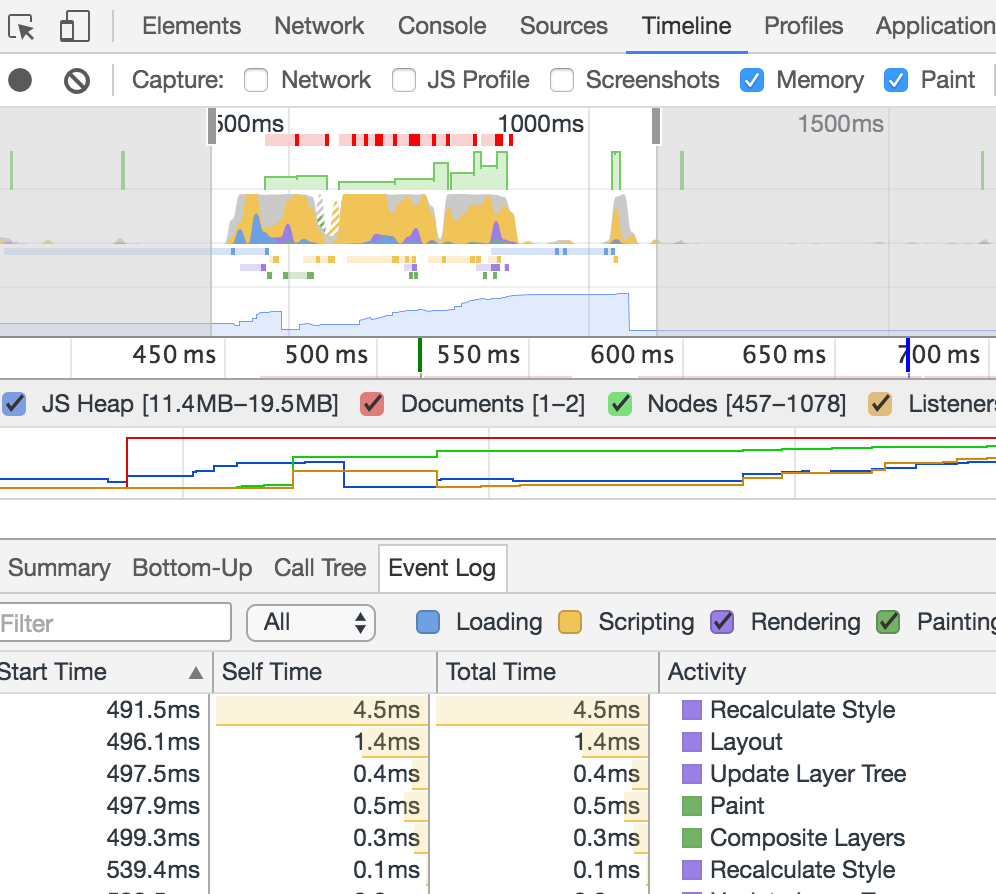 Elements Network Console Sources Timeline Profiles Application
Capture: Network JS Profile Screenshots Memory Paint
500ms 1000ms 1500ms
450 ms 500 ms 550 ms 600 ms 650 ms 700 ms
JS Heap [11.4MB–19.5MB] Documents [1–2] Nodes [457–1078] Listeners
Summary Bottom-Up Call Tree Event Log
Filter All Loading Scripting Rendering Painting
Start Time Self Time Total Time Activity
491.5ms 4.5ms 4.5ms Recalculate Style
496.1ms 1.4ms 1.4ms Layout
497.5ms 0.4ms 0.4ms Update Layer Tree
497.9ms 0.5ms 0.5ms Paint
499.3ms 0.3ms 0.3ms Composite Layers
539.4ms 0.1ms 0.1ms Recalculate Style